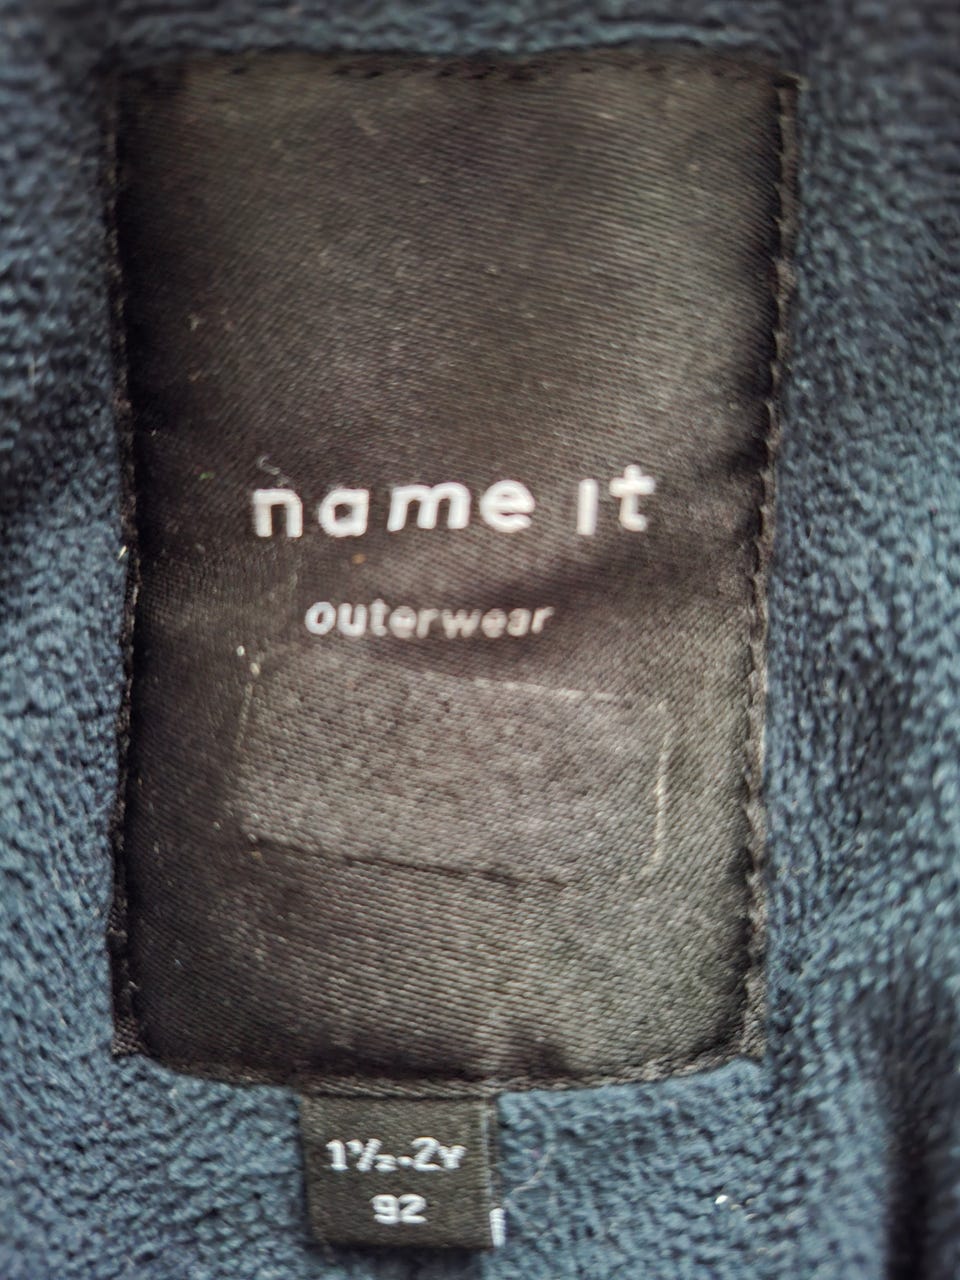 name it
outerwear
1½-2Y
92